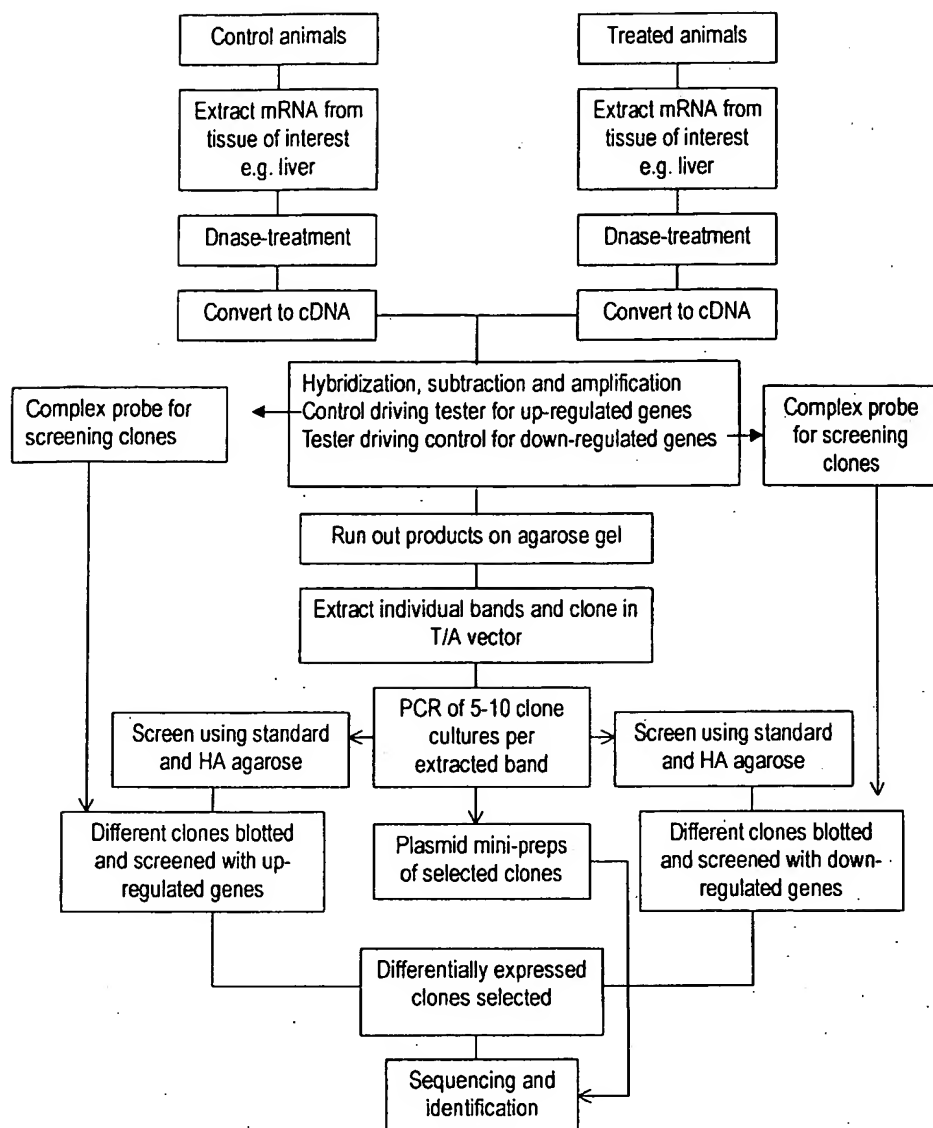 Control animals
Treated animals
Extract mRNA from
tissue of interest
e.g. liver
Extract mRNA from
tissue of interest
e.g. liver
Dnase-treatment
Dnase-treatment
Convert to cDNA
Convert to cDNA
Hybridization, subtraction and amplification
Control driving tester for up-regulated genes
Tester driving control for down-regulated genes
Complex probe for
screening clones
Complex probe
for screening
clones
Run out products on agarose gel
Extract individual bands and clone in
T/A vector
PCR of 5-10 clone
cultures per
extracted band
Screen using standard
and HA agarose
Screen using standard
and HA agarose
Different clones blotted
and screened with up-
regulated genes
Plasmid mini-preps
of selected clones
Different clones blotted
and screened with down-
regulated genes
Differentially expressed
clones selected
Sequencing and
identification